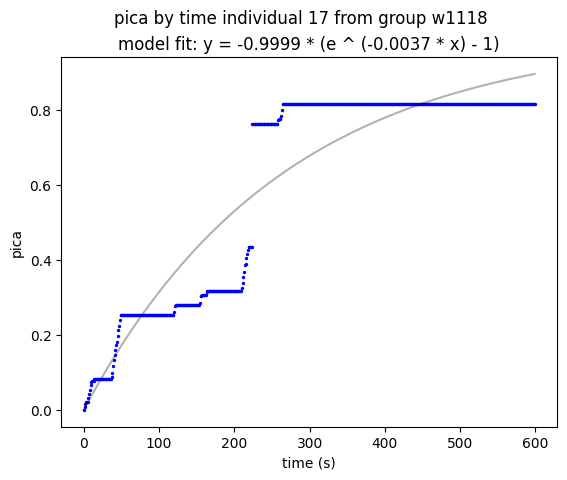 pica by time individual 17 from group w1118
model fit: y = -0.9999 * (e ^ (-0.0037 * x) - 1)
0.8
0.6
0.4
0.2
0.0
pica
0 100 200 300 400 500 600
time (s)